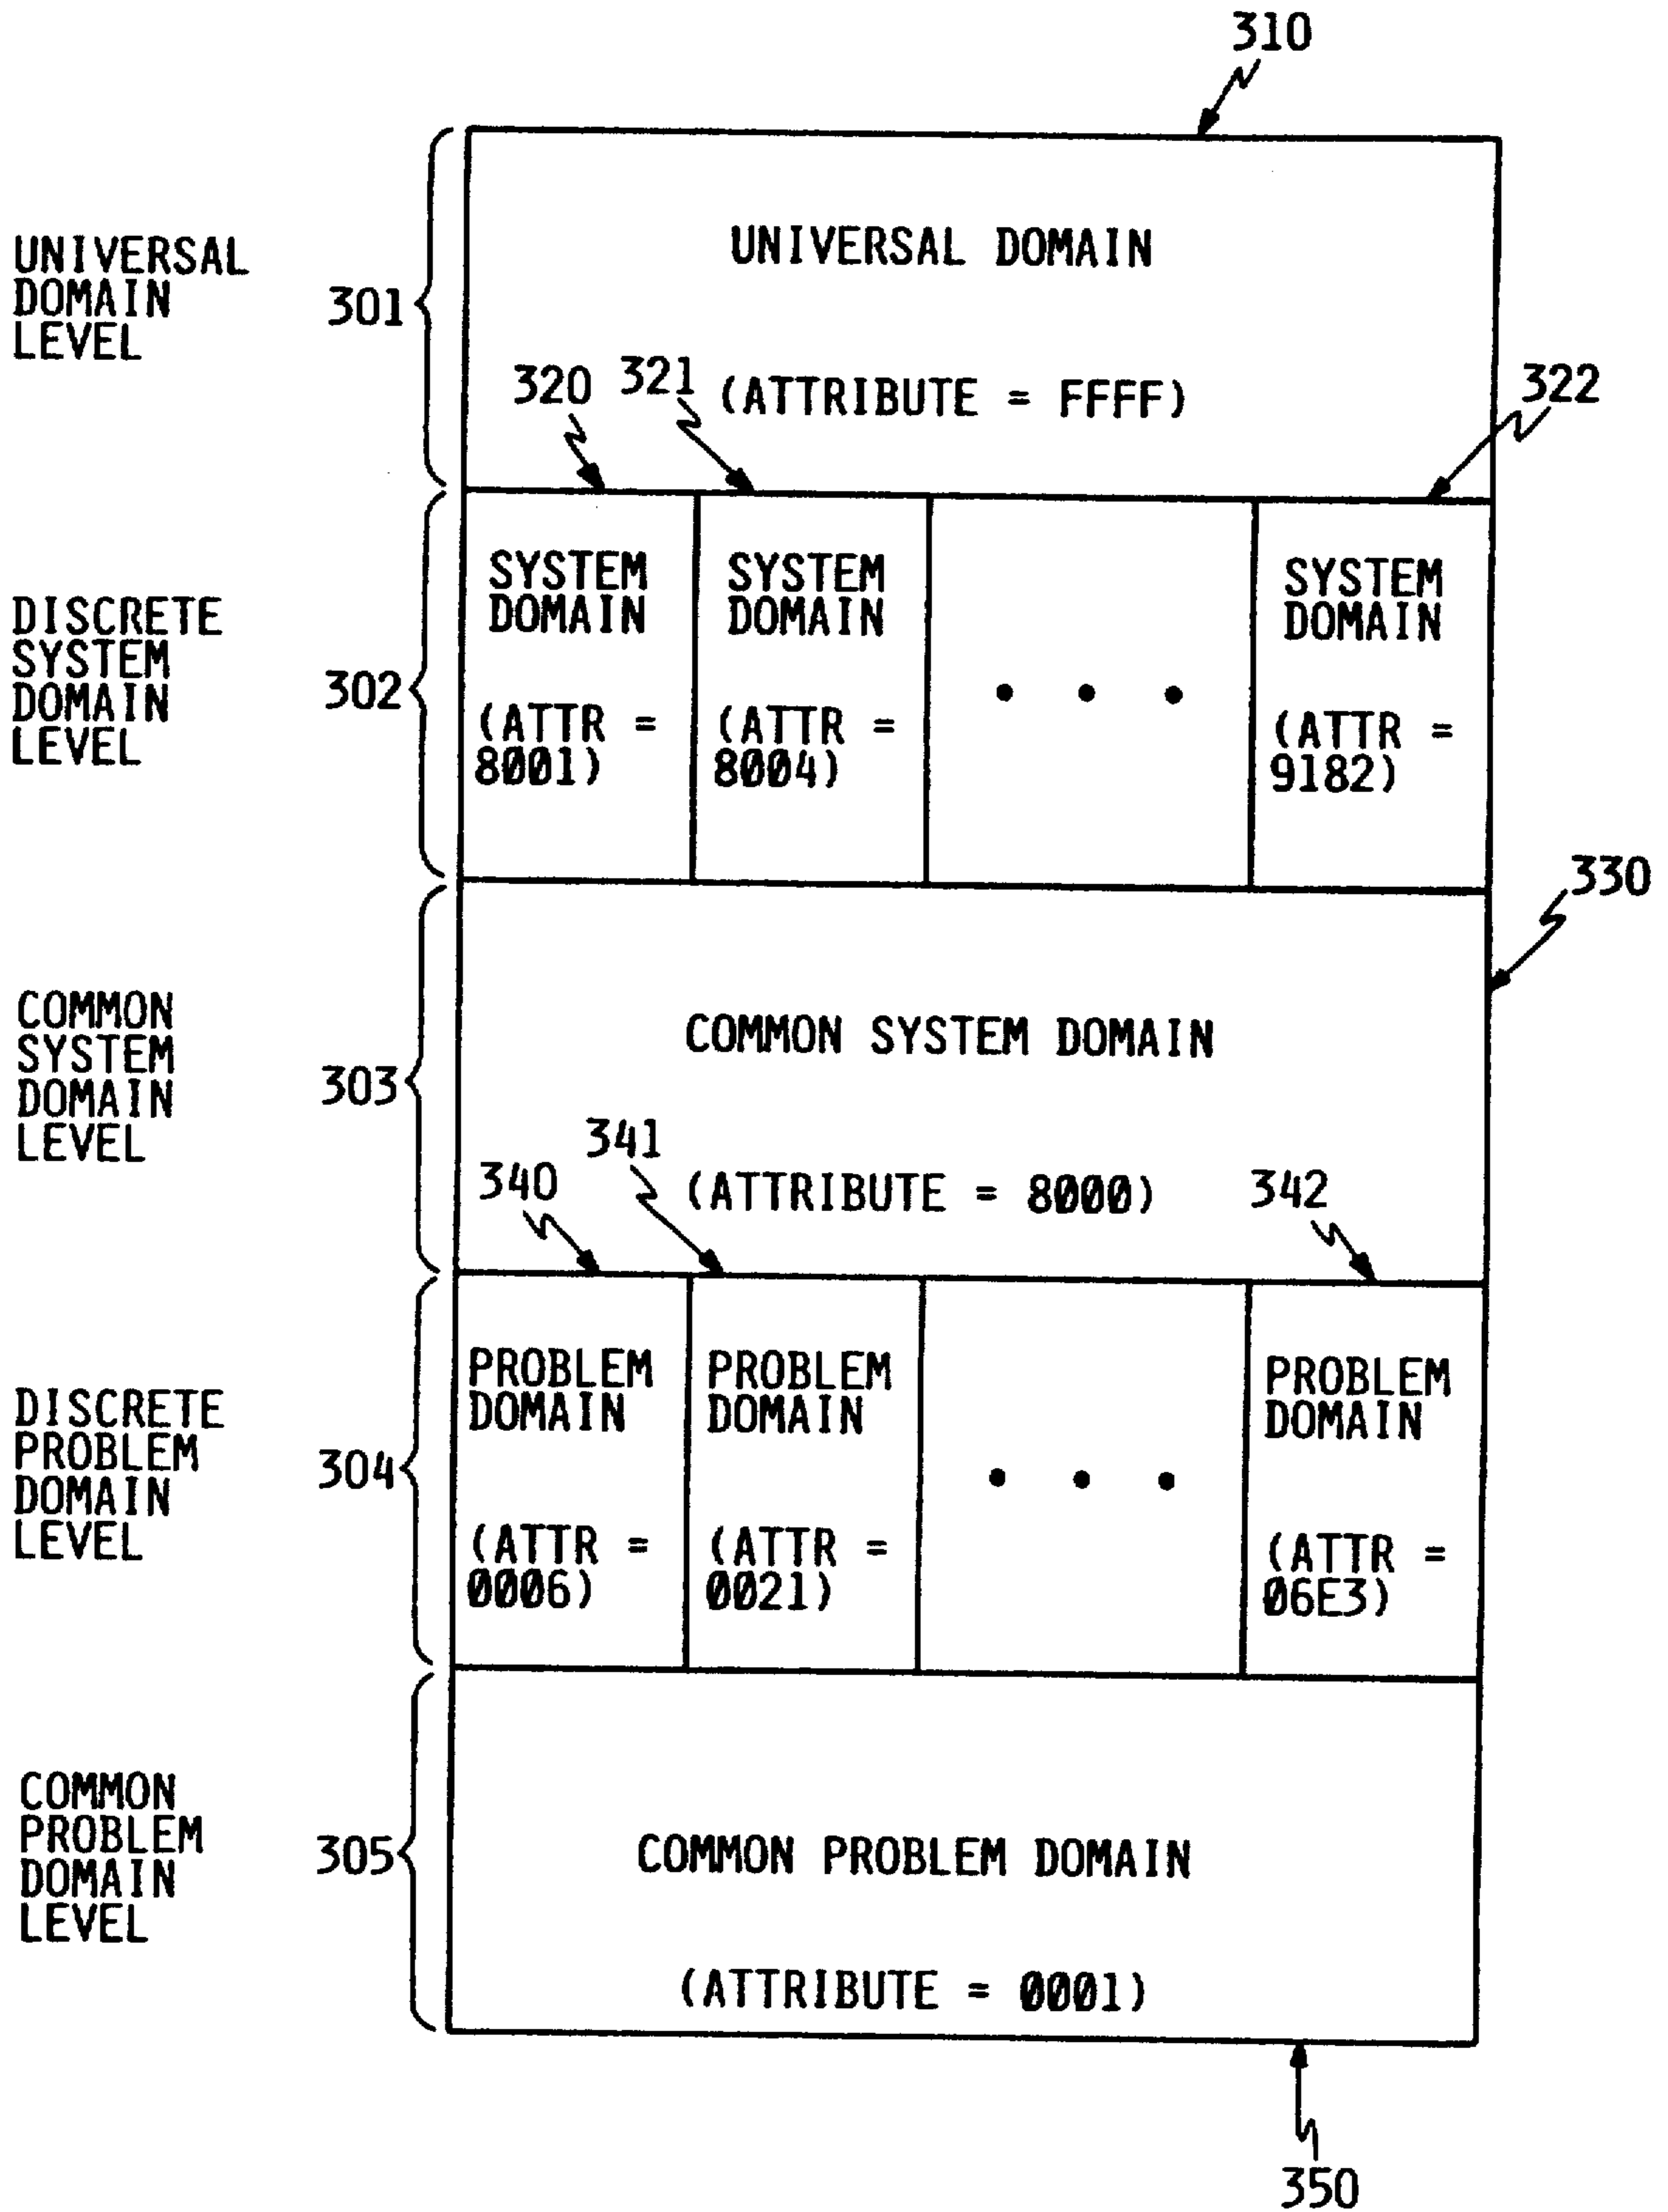 310
UNIVERSAL
DOMAIN
LEVEL
301
UNIVERSAL DOMAIN
(ATTRIBUTE = FFFF)
320
321
322
DISCRETE
SYSTEM
DOMAIN
LEVEL
302
SYSTEM
DOMAIN
(ATTR =
8001)
SYSTEM
DOMAIN
(ATTR =
8004)
• • •
SYSTEM
DOMAIN
(ATTR =
9182)
330
COMMON
SYSTEM
DOMAIN
LEVEL
303
COMMON SYSTEM DOMAIN
(ATTRIBUTE = 8000)
340
341
342
DISCRETE
PROBLEM
DOMAIN
LEVEL
304
PROBLEM
DOMAIN
(ATTR =
0006)
PROBLEM
DOMAIN
(ATTR =
0021)
• • •
PROBLEM
DOMAIN
(ATTR =
06E3)
COMMON
PROBLEM
DOMAIN
LEVEL
305
COMMON PROBLEM DOMAIN
(ATTRIBUTE = 0001)
350